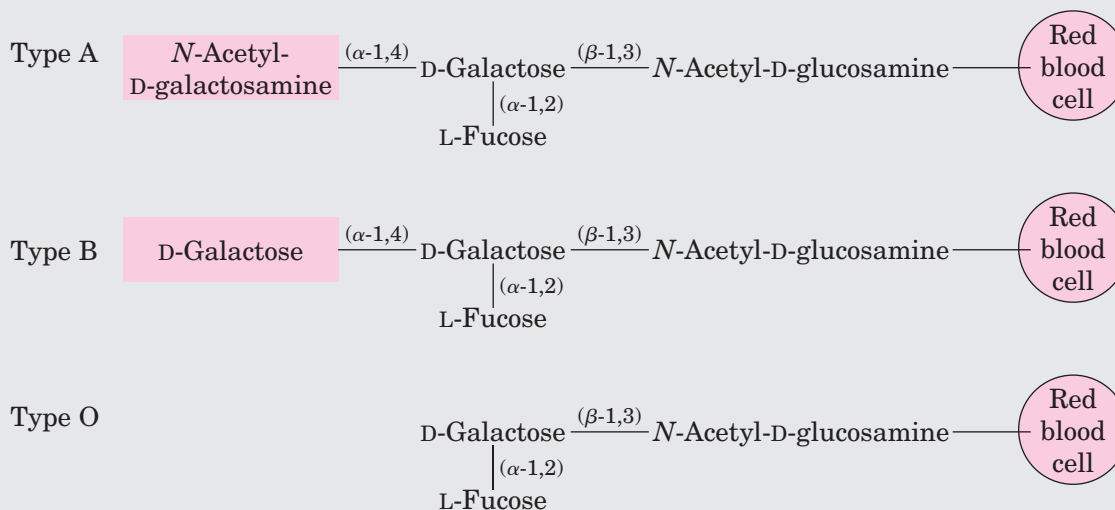 Type A
N-Acetyl-
D-galactosamine
(α-1,4)
D-Galactose
(β-1,3)
N-Acetyl-D-glucosamine
Red
blood
cell
(α-1,2)
L-Fucose
Type B
D-Galactose
(α-1,4)
D-Galactose
(β-1,3)
N-Acetyl-D-glucosamine
Red
blood
cell
(α-1,2)
L-Fucose
Type O
D-Galactose
(β-1,3)
N-Acetyl-D-glucosamine
Red
blood
cell
(α-1,2)
L-Fucose